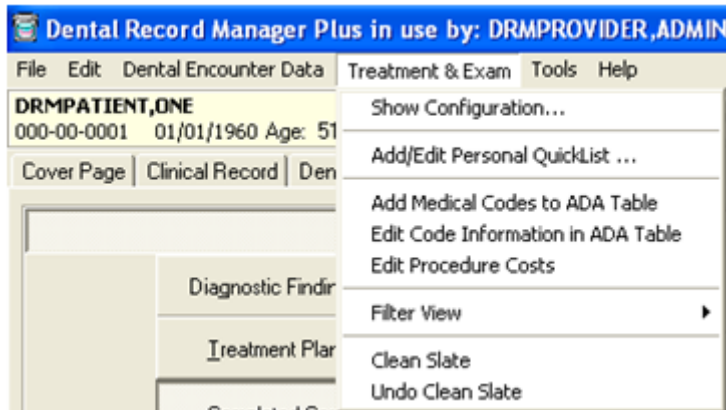 Dental Record Manager Plus in use by: DRMPROVIDER,ADMIN
File Edit Dental Encounter Data Treatment & Exam Tools Help
DRMPATIENT,ONE
000-00-0001 01/01/1960 Age: 51
Cover Page Clinical Record Den
Show Configuration...
Add/Edit Personal QuickList ...
Add Medical Codes to ADA Table
Edit Code Information in ADA Table
Edit Procedure Costs
Filter View
Clean Slate
Undo Clean Slate
Diagnostic Findin
Treatment Plan